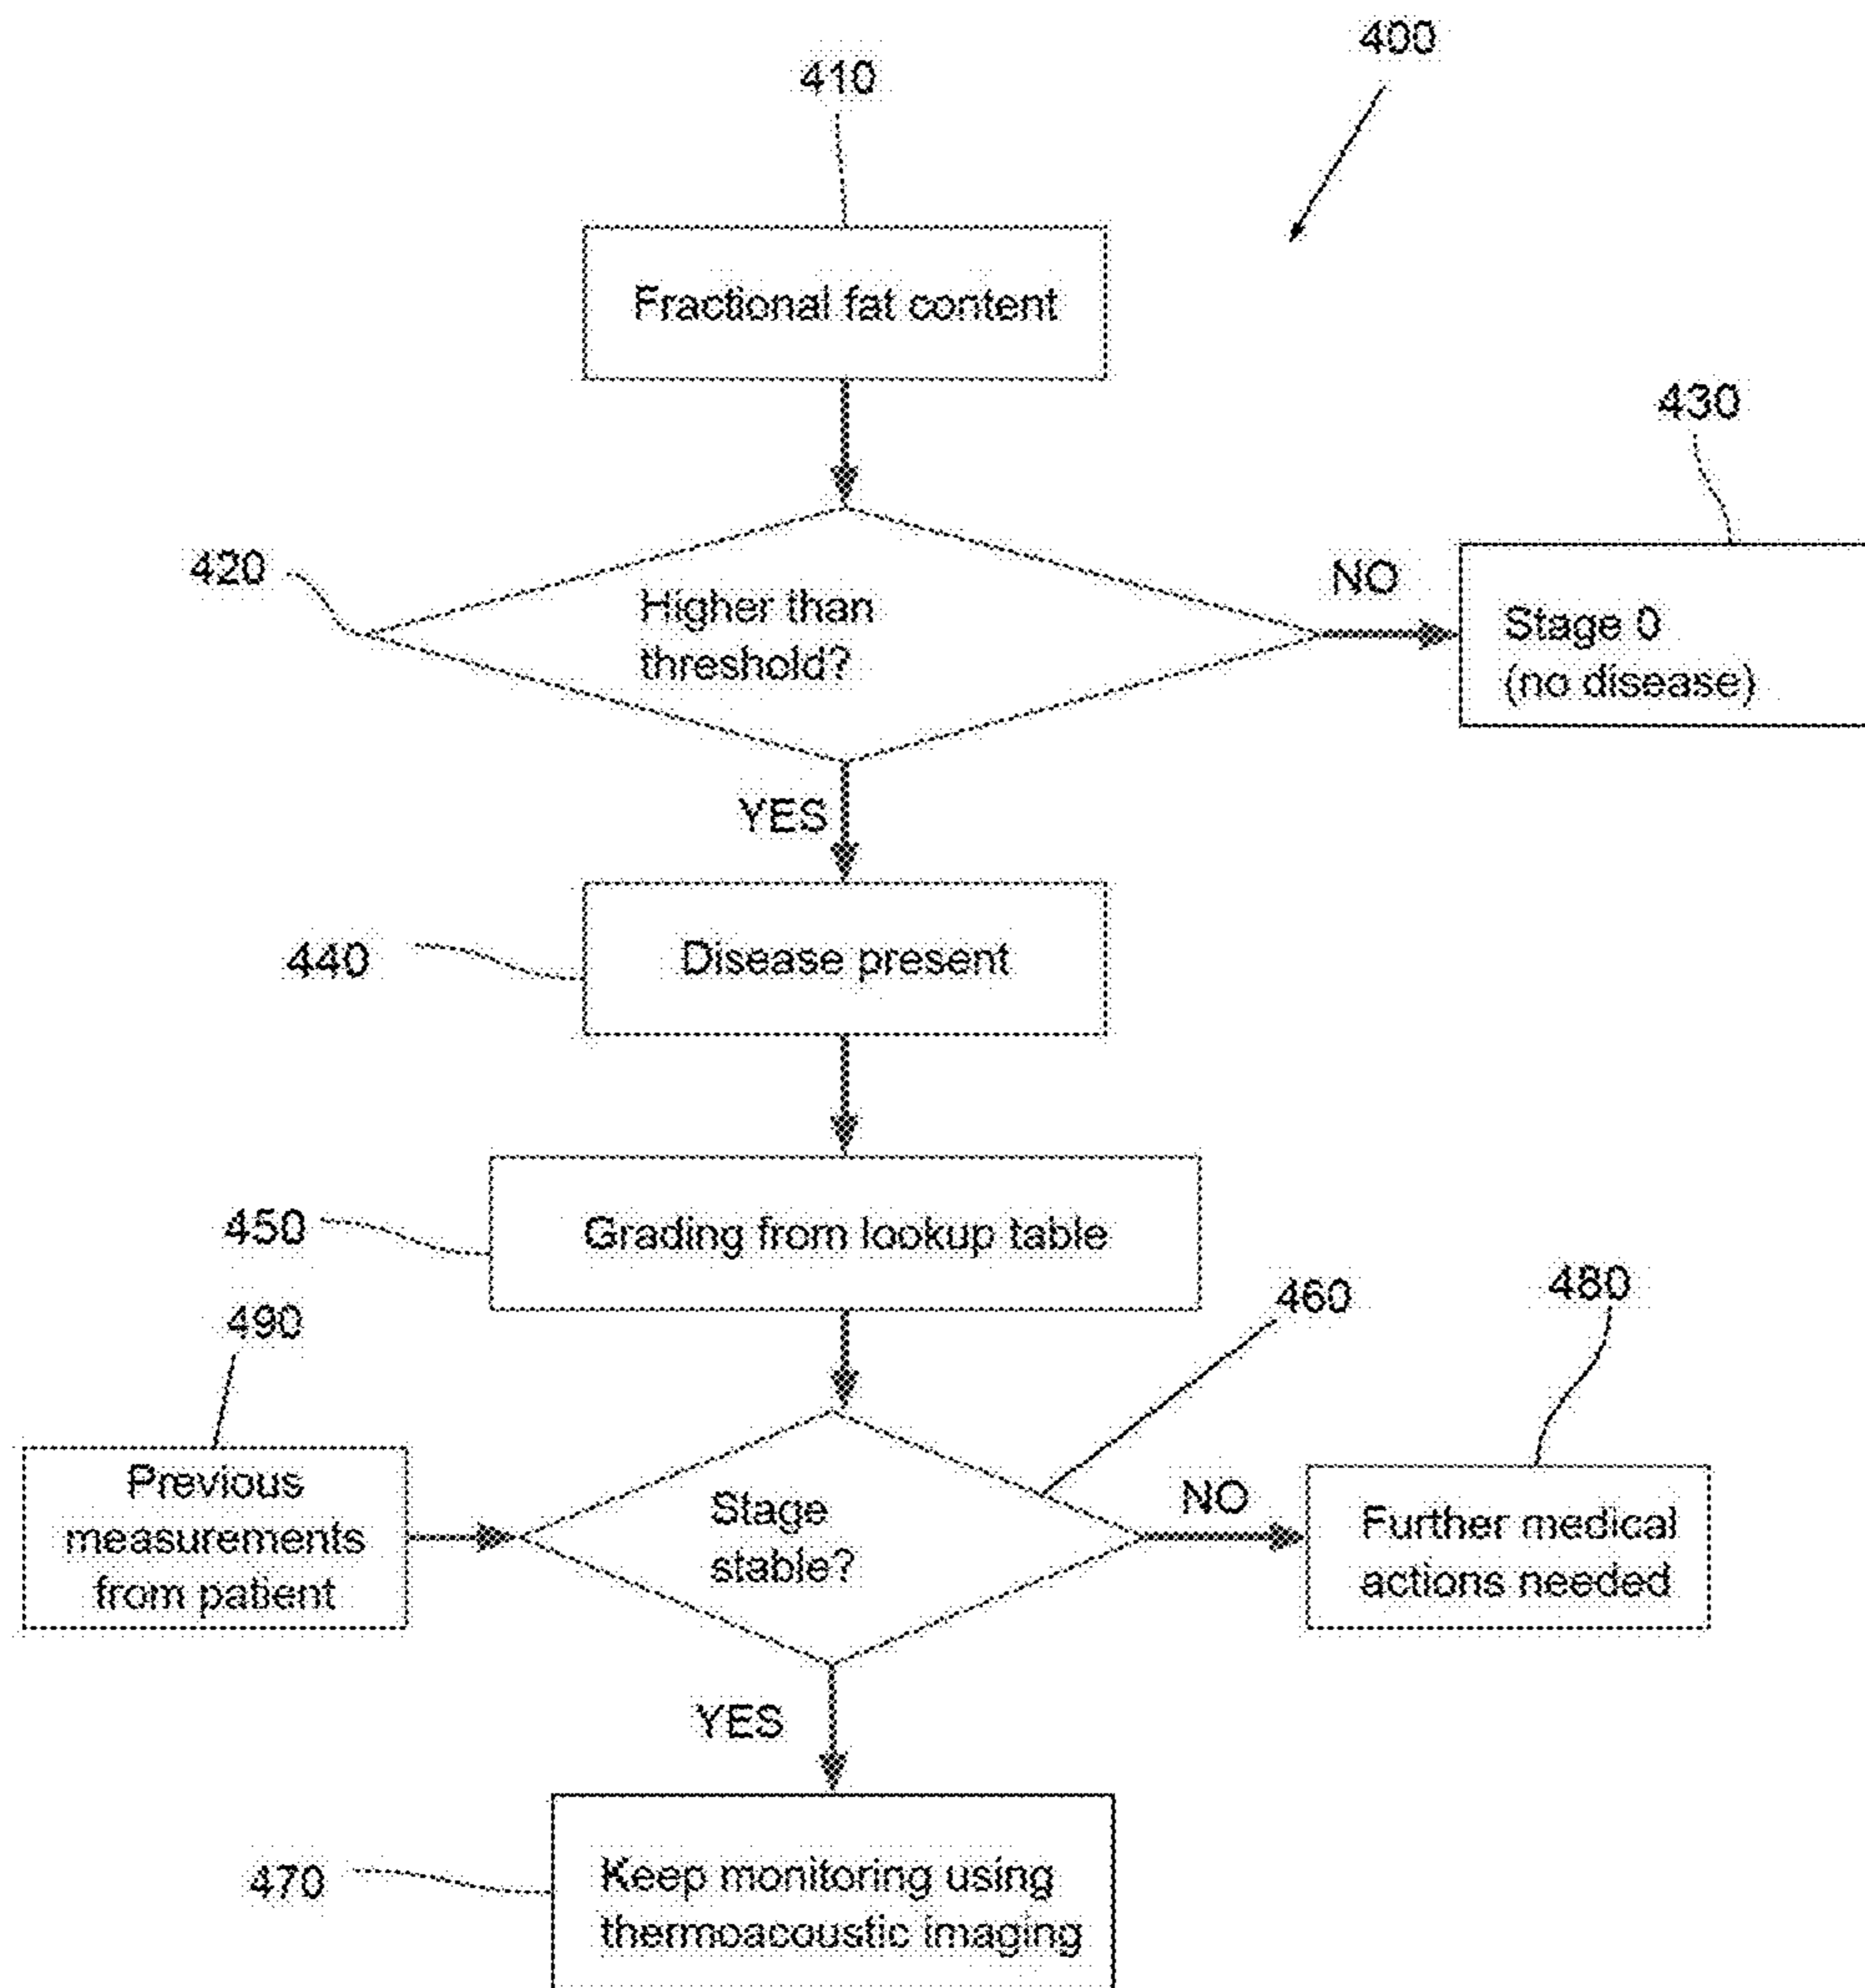 400
410
Fractional fat content
430
420
Higher than
threshold?
NO
Stage 0
(no disease)
YES
440
Disease present
450
Grading from lookup table
490
460
480
Previous
measurements
from patient
Stage
stable?
NO
Further medical
actions needed
YES
470
Keep monitoring using
thermoacoustic imaging